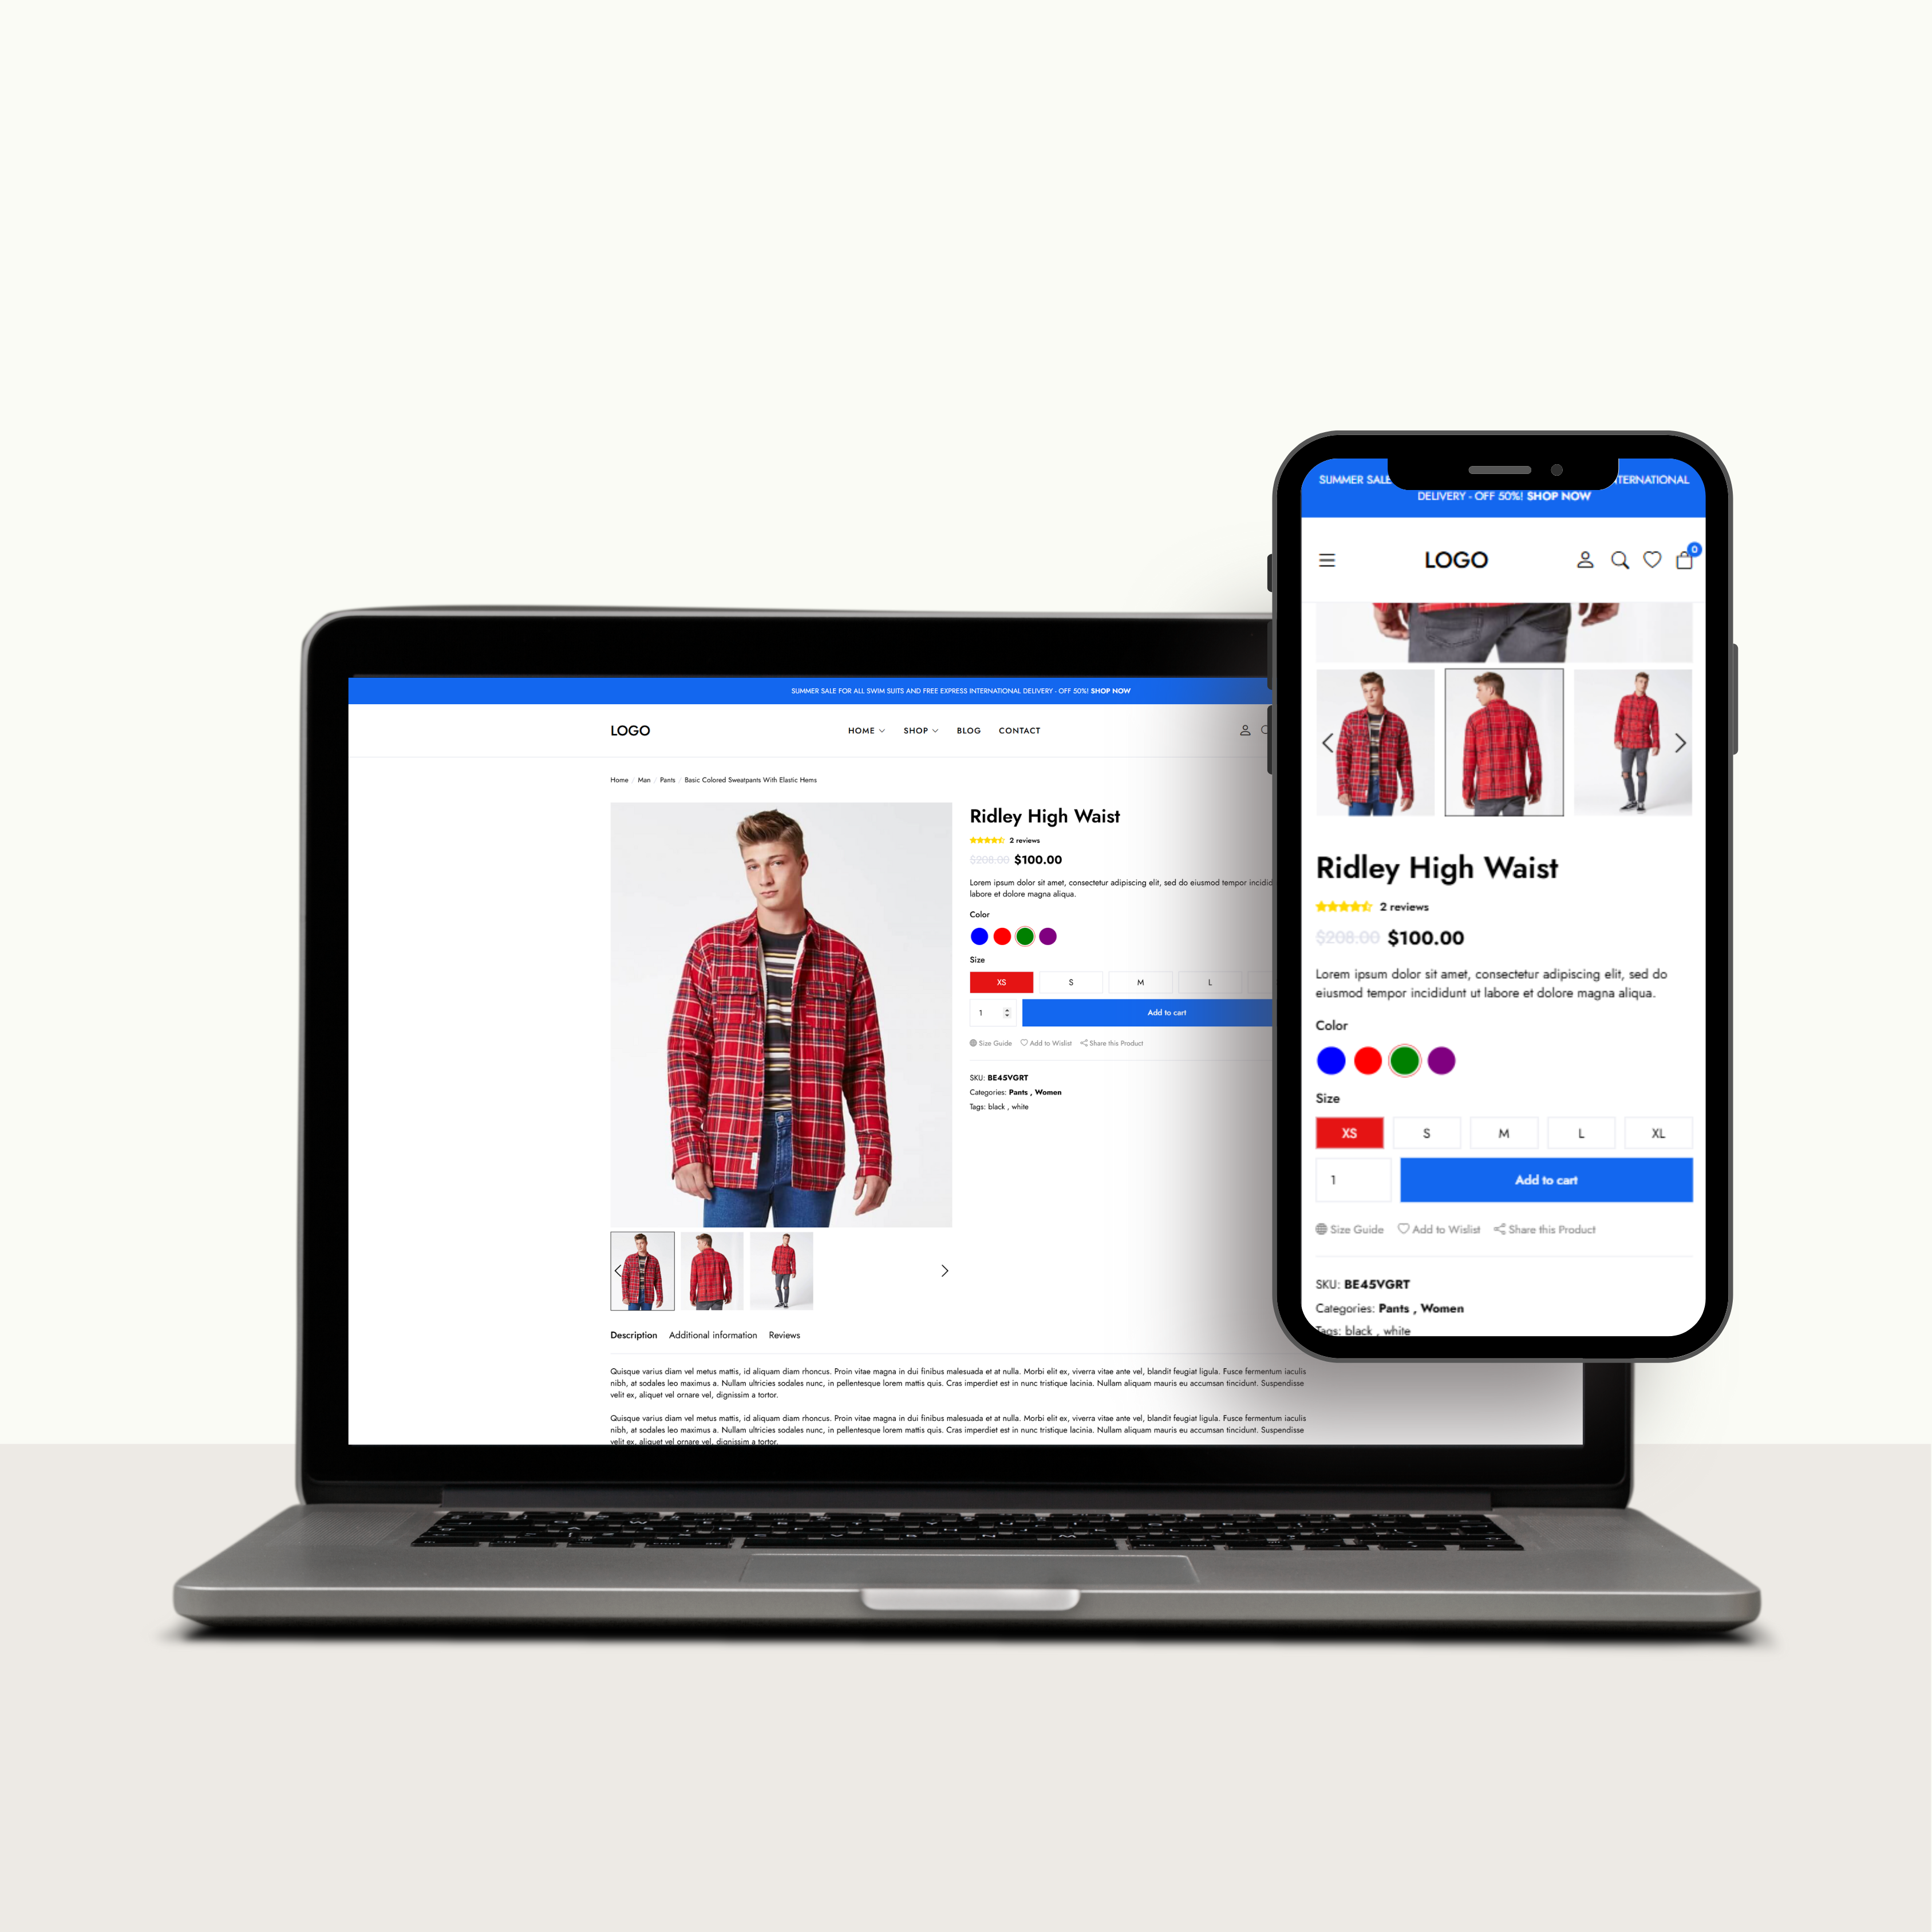 SUMMER SALE FOR ALL SWIM SUITS AND FREE EXPRESS INTERNATIONAL DELIVERY - OFF 50%! SHOP NOW
LOGO
HOME SHOP BLOG CONTACT
Home / Man / Pants / Basic Colored Sweatpants With Elastic Hems
Ridley High Waist
2 reviews
$208.00 $100.00
Lorem ipsum dolor sit amet, consectetur adipiscing elit, sed do eiusmod tempor incidid
labore et dolore magna aliqua.
Color
Size
XS S M L
1 Add to cart
Size Guide Add to Wislist Share this Product
SKU: BE45VGRT
Categories: Pants , Women
Tags: black , white
Description Additional information Reviews
Quisque varius diam vel metus mattis, id aliquam diam rhoncus. Proin vitae magna in dui finibus malesuada et at nulla. Morbi elit ex, viverra vitae ante vel, blandit feugiat ligula. Fusce fermentum iaculis
nibh, at sodales leo maximus a. Nullam ultricies sodales nunc, in pellentesque lorem mattis quis. Cras imperdiet est in nunc tristique lacinia. Nullam aliquam mauris eu accumsan tincidunt. Suspendisse
velit ex, aliquet vel ornare vel, dignissim a tortor.
Quisque varius diam vel metus mattis, id aliquam diam rhoncus. Proin vitae magna in dui finibus malesuada et at nulla. Morbi elit ex, viverra vitae ante vel, blandit feugiat ligula. Fusce fermentum iaculis
nibh, at sodales leo maximus a. Nullam ultricies sodales nunc, in pellentesque lorem mattis quis. Cras imperdiet est in nunc tristique lacinia. Nullam aliquam mauris eu accumsan tincidunt. Suspendisse
velit ex, aliquet vel ornare vel, dignissim a tortor.
SUMMER SALE TERNATIONAL
DELIVERY - OFF 50%! SHOP NOW
LOGO 0
Ridley High Waist
2 reviews
$208.00 $100.00
Lorem ipsum dolor sit amet, consectetur adipiscing elit, sed do
eiusmod tempor incididunt ut labore et dolore magna aliqua.
Color
Size
XS S M L XL
1 Add to cart
Size Guide Add to Wislist Share this Product
SKU: BE45VGRT
Categories: Pants , Women
Tags: black , white